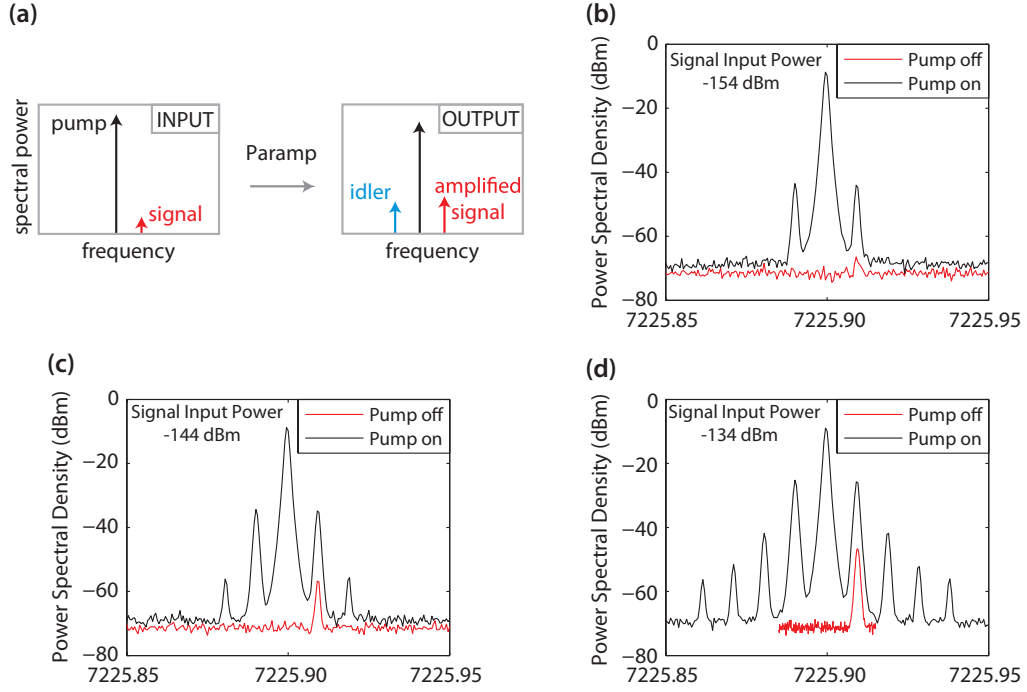 (a)
spectral power
pump
INPUT
signal
frequency
Paramp
OUTPUT
idler
amplified
signal
frequency
(b)
Power Spectral Density (dBm)
0
−20
−40
−60
−80
Signal Input Power
-154 dBm
Pump off
Pump on
7225.85
7225.90
7225.95
(c)
Power Spectral Density (dBm)
0
−20
−40
−60
−80
Signal Input Power
-144 dBm
Pump off
Pump on
7225.85
7225.90
7225.95
(d)
Power Spectral Density (dBm)
0
−20
−40
−60
−80
Signal Input Power
-134 dBm
Pump off
Pump on
7225.85
7225.90
7225.95